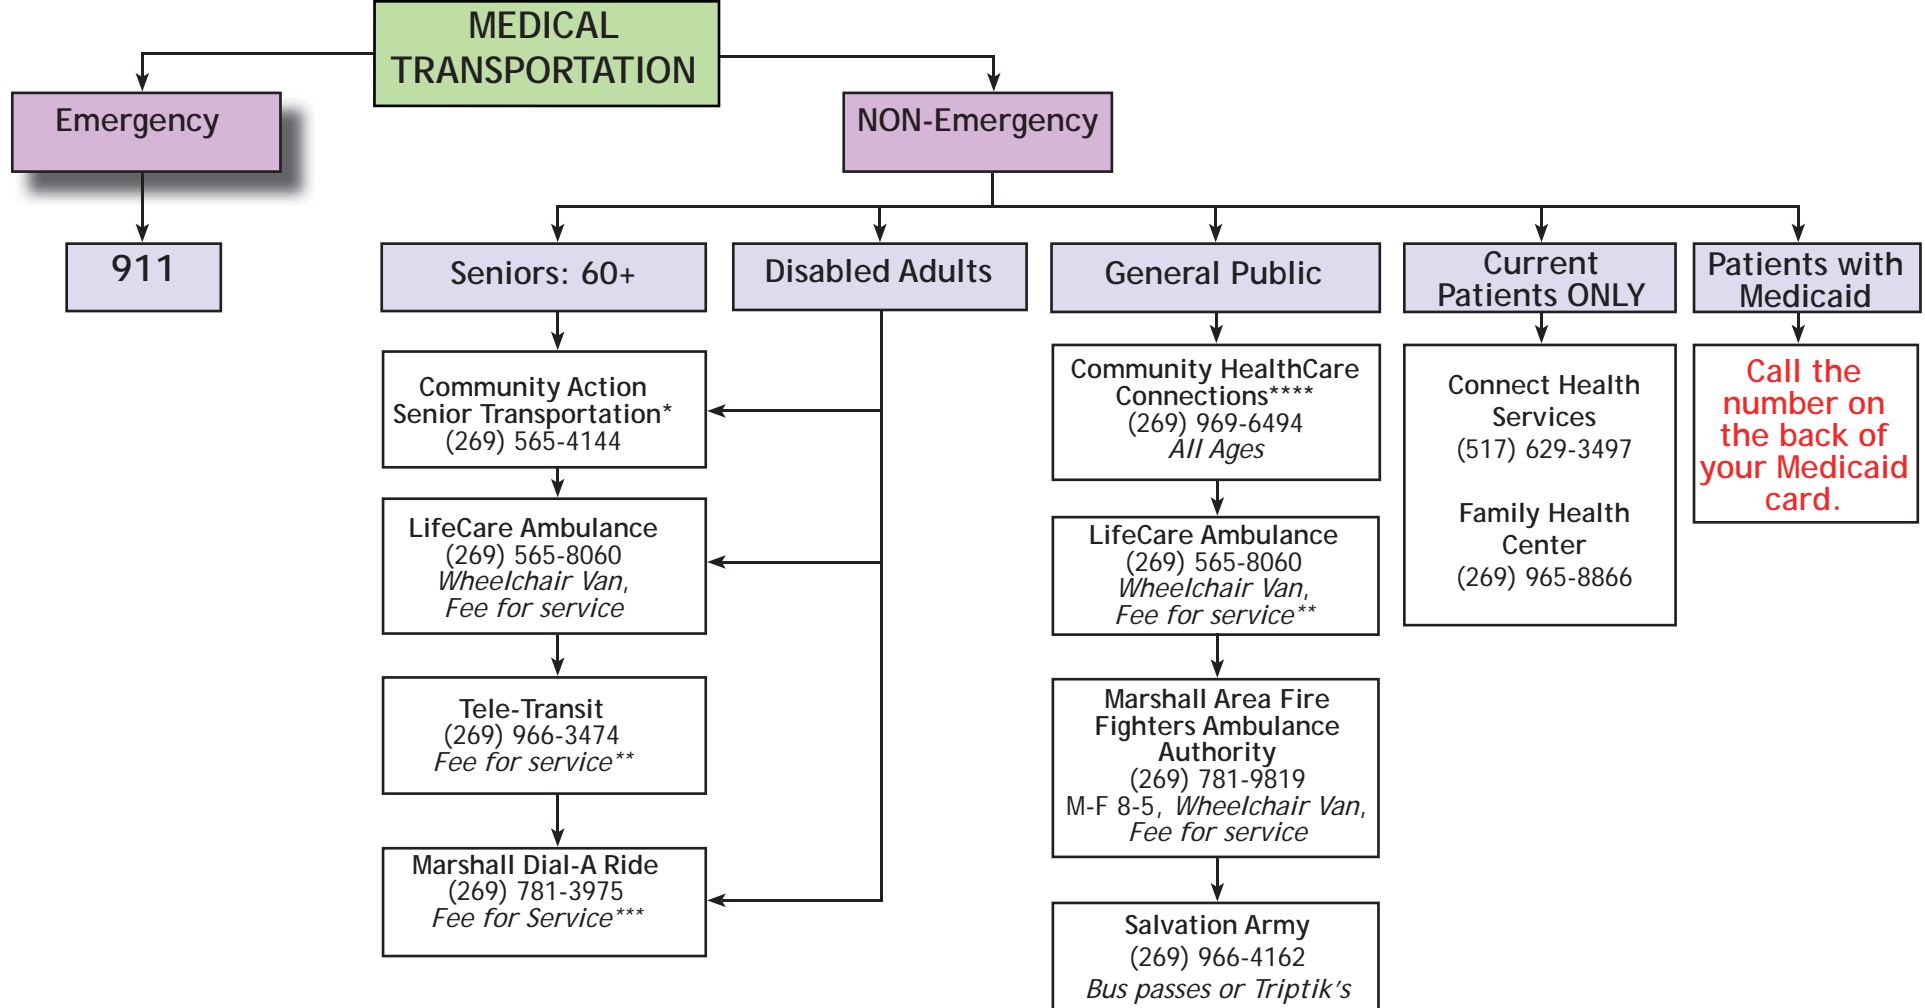 MEDICAL
TRANSPORTATION
Emergency
NON-Emergency
911
Seniors: 60+
Disabled Adults
General Public
Current
Patients ONLY
Patients with
Medicaid
Community Action
Senior Transportation*
(269) 565-4144
LifeCare Ambulance
(269) 565-8060
Wheelchair Van,
Fee for service
Tele-Transit
(269) 966-3474
Fee for service**
Marshall Dial-A Ride
(269) 781-3975
Fee for Service***
Community HealthCare
Connections****
(269) 969-6494
All Ages
LifeCare Ambulance
(269) 565-8060
Wheelchair Van,
Fee for service**
Marshall Area Fire
Fighters Ambulance
Authority
(269) 781-9819
M-F 8-5, Wheelchair Van,
Fee for service
Salvation Army
(269) 966-4162
Bus passes or Triptik's
Connect Health
Services
(517) 629-3497
Family Health
Center
(269) 965-8866
Call the
number on
the back of
your Medicaid
card.